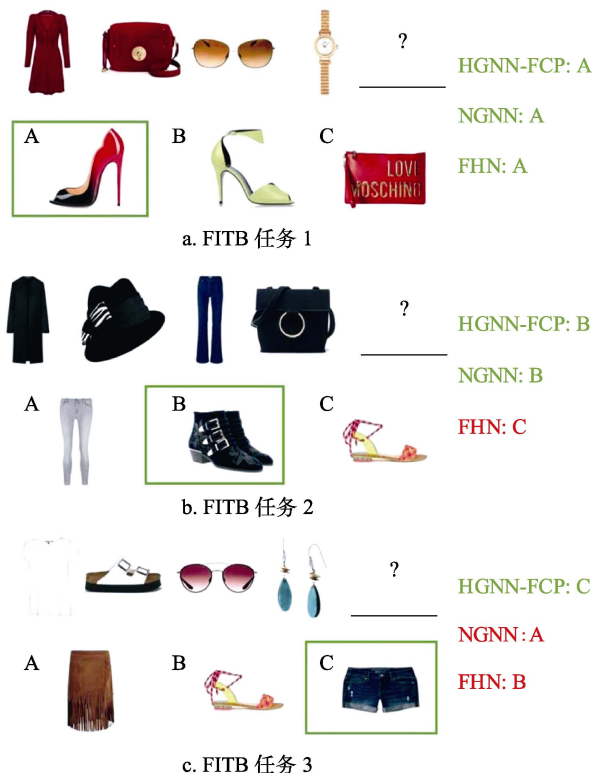 ?
HGNN-FCP: A
NGNN: A
FHN: A
A
B
C
LOVE
MOSCHINO
a. FITB 任务 1
?
HGNN-FCP: B
NGNN: B
FHN: C
A
B
C
b. FITB 任务 2
?
HGNN-FCP: C
NGNN: A
FHN: B
A
B
C
c. FITB 任务 3